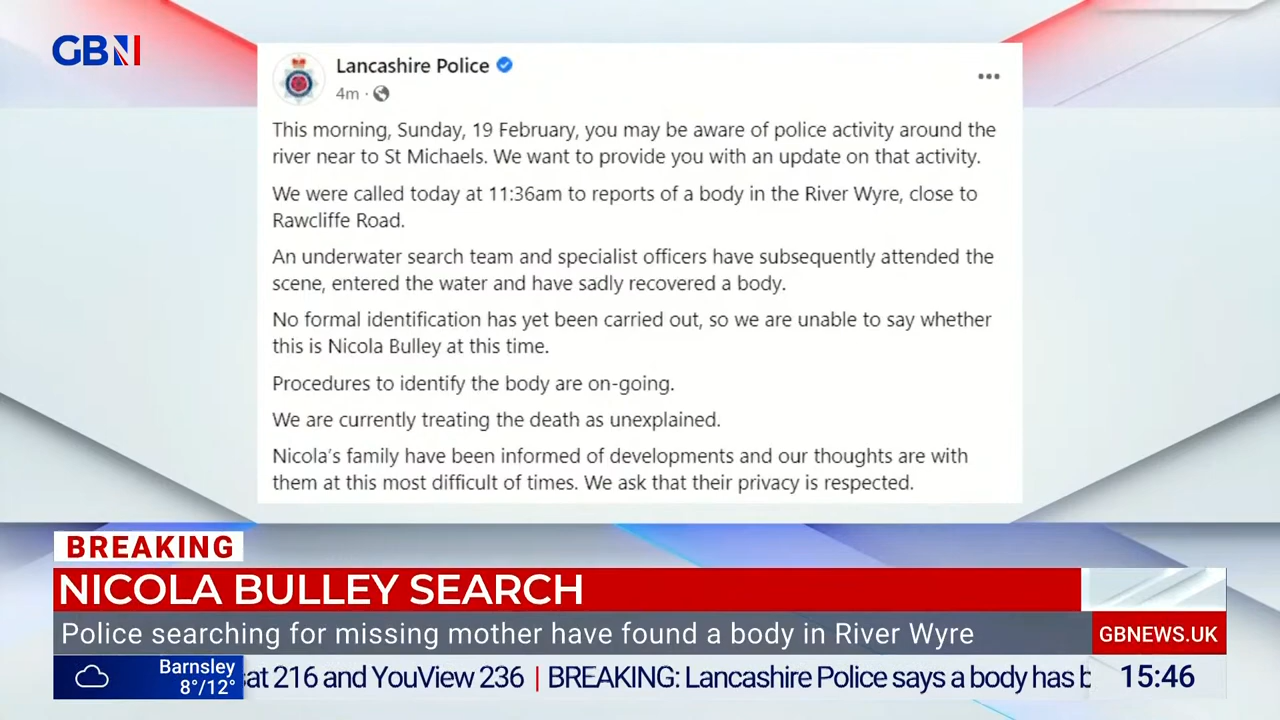 GBN
Lancashire Police
4m ·
This morning, Sunday, 19 February, you may be aware of police activity around the
river near to St Michaels. We want to provide you with an update on that activity.
We were called today at 11:36am to reports of a body in the River Wyre, close to
Rawcliffe Road.
An underwater search team and specialist officers have subsequently attended the
scene, entered the water and have sadly recovered a body.
No formal identification has yet been carried out, so we are unable to say whether
this is Nicola Bulley at this time.
Procedures to identify the body are on-going.
We are currently treating the death as unexplained.
Nicola's family have been informed of developments and our thoughts are with
them at this most difficult of times. We ask that their privacy is respected.
BREAKING
NICOLA BULLEY SEARCH
Police searching for missing mother have found a body in River Wyre
GBNEWS.UK
Barnsley
8°/12°
sat 216 and YouView 236 | BREAKING: Lancashire Police says a body has b
15:46